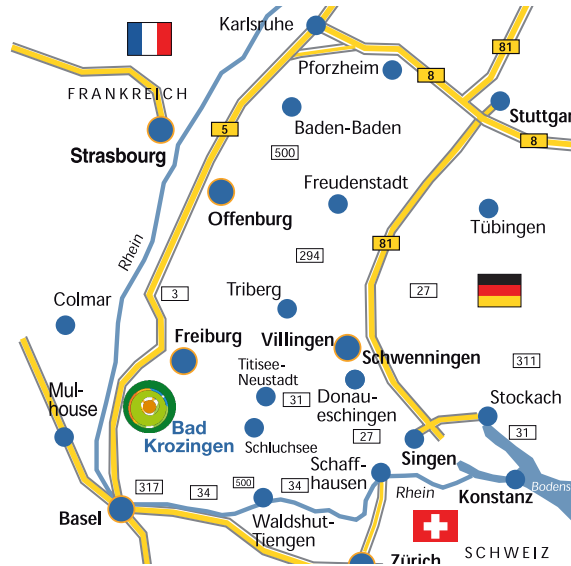 Karlsruhe
81
Pforzheim
8
FRANKREICH
Stuttgar
5
Baden-Baden
8
Strasbourg
500
Freudenstadt
Offenburg
Tübingen
Rhein
81
294
3
27
Triberg
Colmar
Freiburg
Villingen
Schwenningen
311
Titisee-
Neustadt
Mul-
house
31
Donau-
eschingen
Stockach
Bad
Krozingen
27
31
Schluchsee
Singen
Schaff-
hausen
317
34
500
34
Rhein
Konstanz
Bodens
Basel
Waldshut-
Tiengen
Zürich
SCHWEIZ